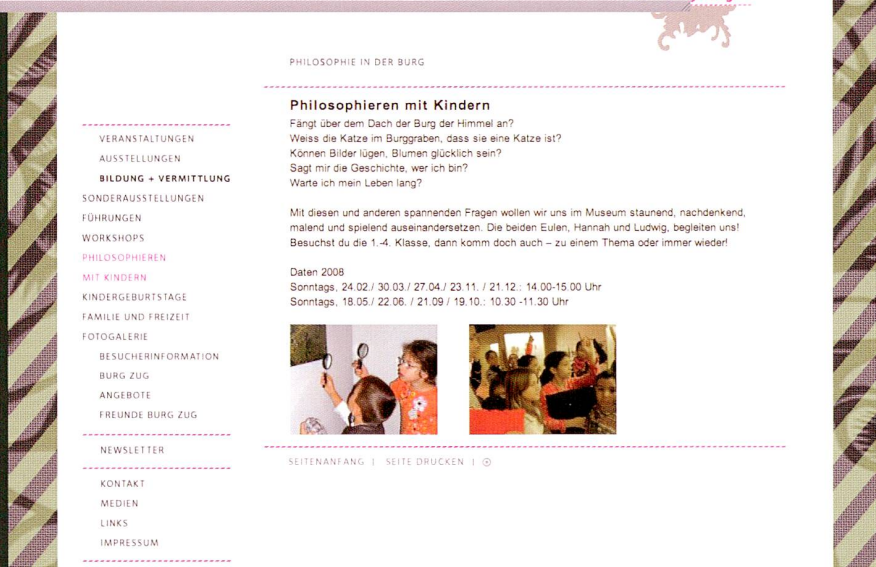 PHILOSOPHIE IN DER BURG
VERANSTALTUNGEN
AUSSTELLUNGEN
BILDUNG + VERMITTLUNG
SONDERAUSSTELLUNGEN
FÜHRUNGEN
WORKSHOPS
PHILOSOPHIEREN
MIT KINDERN
KINDERGEBURTSTAGE
FAMILIE UND FREIZEIT
FOTOGALERIE
BESUCHERINFORMATION
BURG ZUG
ANGEBOTE
FREUNDE BURG ZUG
NEWSLETTER
KONTAKT
MEDIEN
LINKS
IMPRESSUM
Philosophieren mit Kindern
Fängt über dem Dach der Burg der Himmel an?
Weiss die Katze im Burggraben, dass sie eine Katze ist?
Können Bilder lügen, Blumen glücklich sein?
Sagt mir die Geschichte, wer ich bin?
Warte ich mein Leben lang?
Mit diesen und anderen spannenden Fragen wollen wir uns im Museum staunend, nachdenkend,
malend und spielend auseinandersetzen. Die beiden Eulen, Hannah und Ludwig, begleiten uns!
Besuchst du die 1.-4. Klasse, dann komm doch auch – zu einem Thema oder immer wieder!
Daten 2008
Sonntags, 24.02./ 30.03./ 27.04./ 23.11. / 21.12.: 14.00-15.00 Uhr
Sonntags, 18.05./ 22.06. / 21.09 / 19.10.: 10.30 -11.30 Uhr
SEITENANFANG | SEITE DRUCKEN |